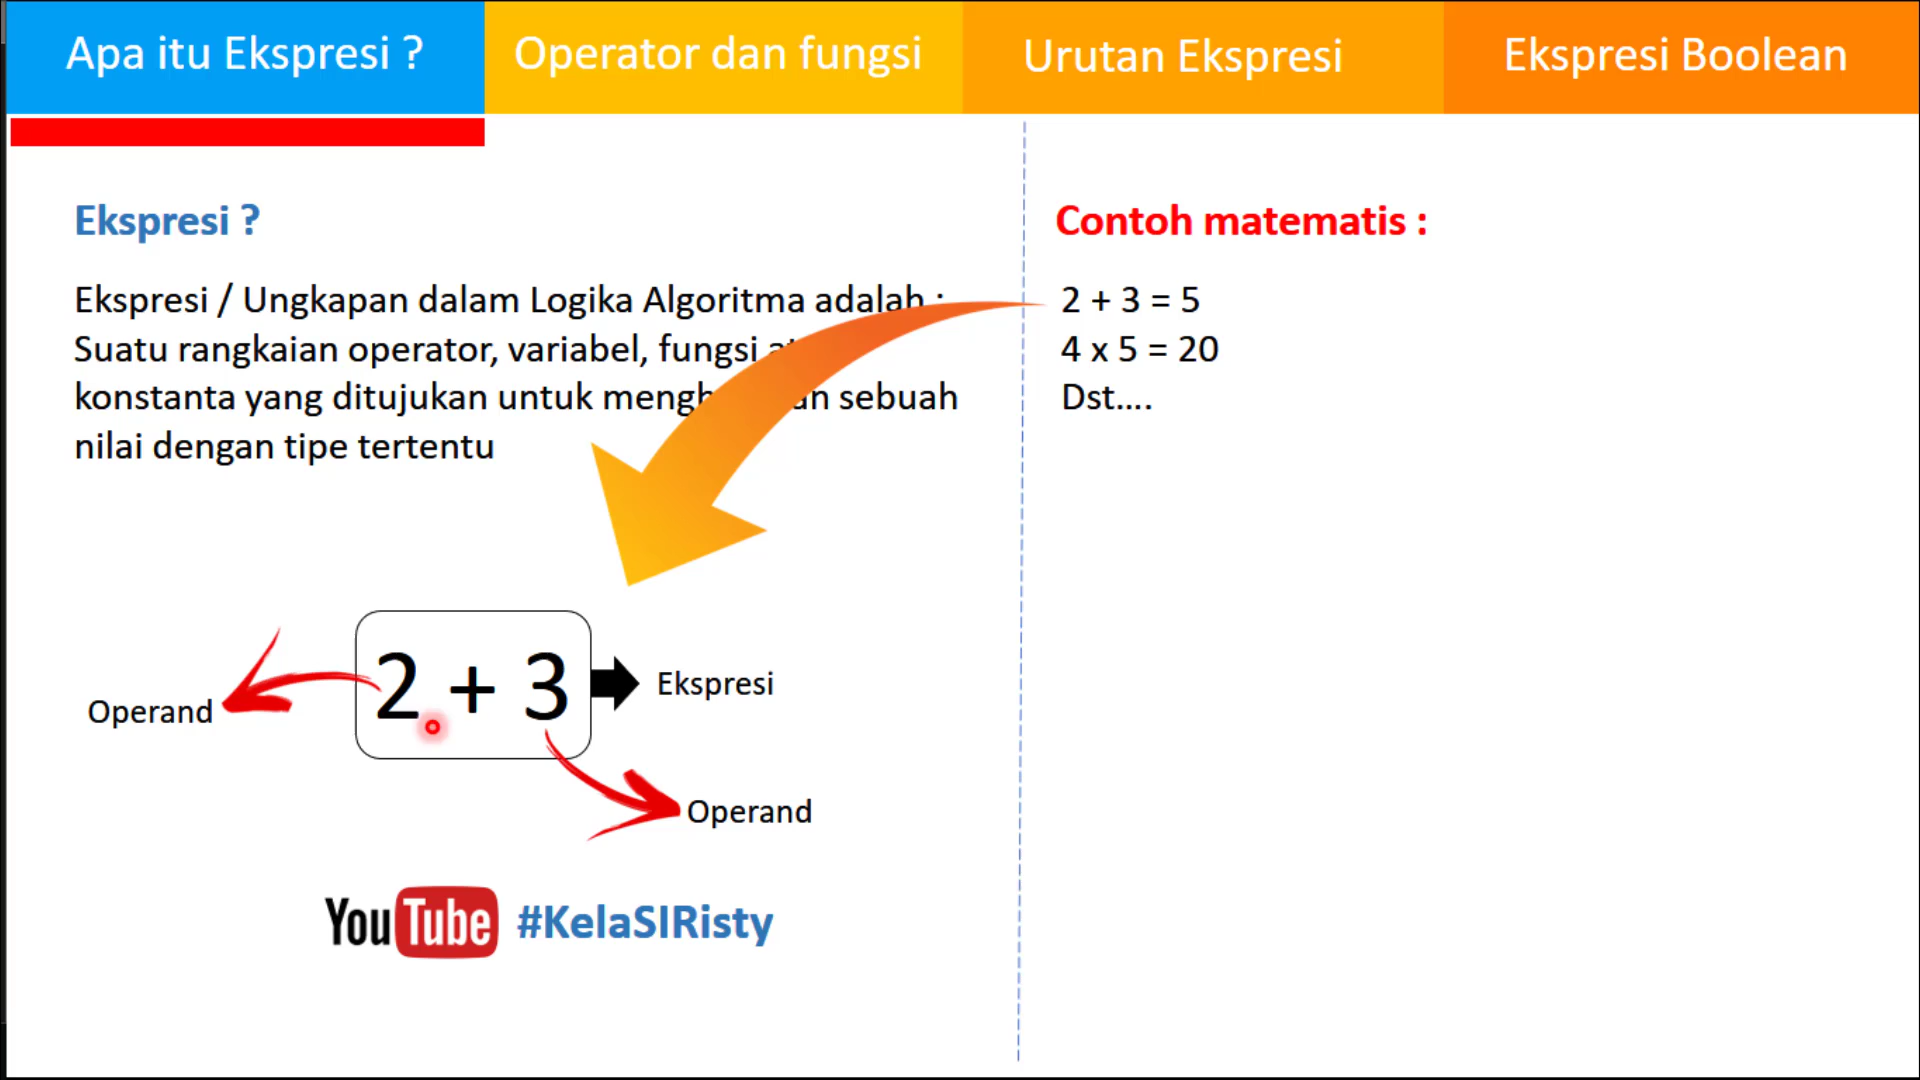 Apa itu Ekspresi ?
Operator dan fungsi
Urutan Ekspresi
Ekspresi Boolean
Ekspresi ?
Ekspresi / Ungkapan dalam Logika Algoritma adalah :
Suatu rangkaian operator, variabel, fungsi
konstanta yang ditujukan untuk sebuah
nilai dengan tipe tertentu
Contoh matematis :
2 + 3 = 5
4 x 5 = 20
Dst....
2 + 3
Ekspresi
Operand
Operand
YouTube #KelaSIRisty